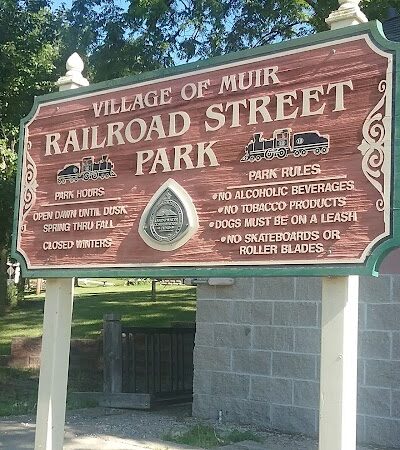 VILLAGE OF MUIR
RAILROAD STREET
PARK
PARK HOURS
OPEN DAWN UNTIL DUSK
SPRING THRU FALL
CLOSED WINTERS
PARK RULES
•NO ALCOHOLIC BEVERAGES
•NO TOBACCO PRODUCTS
•DOGS MUST BE ON A LEASH
•NO SKATEBOARDS OR
ROLLER BLADES